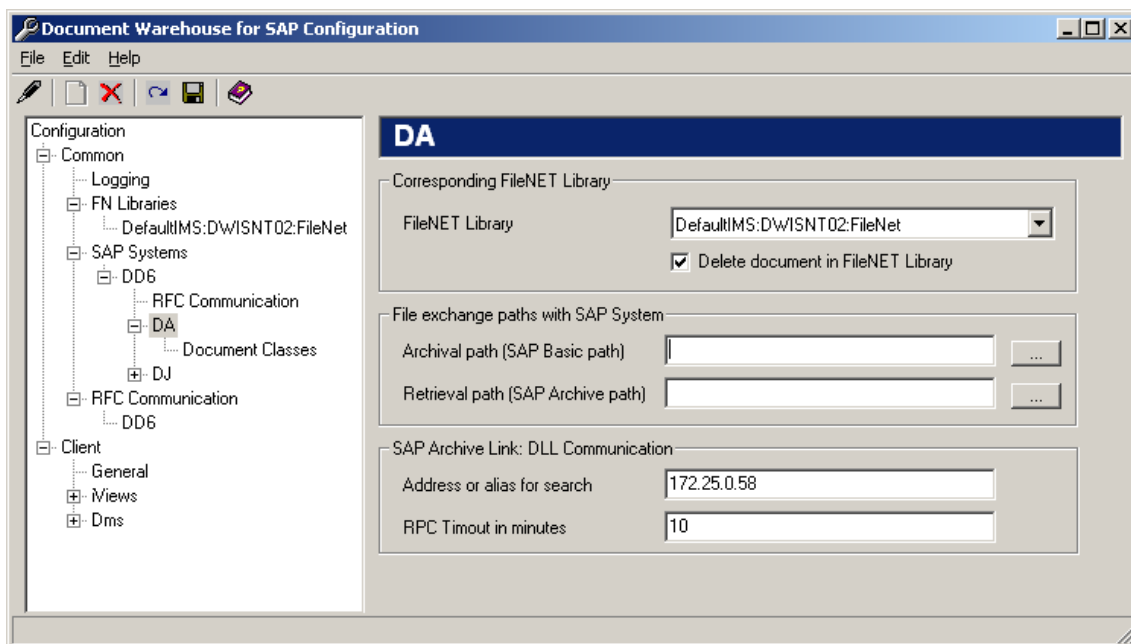 Document Warehouse for SAP Configuration
File Edit Help
Configuration
Common
Logging
FN Libraries
DefaultIMS:DWISNT02:FileNet
SAP Systems
DD6
RFC Communication
DA
Document Classes
DJ
RFC Communication
DD6
Client
General
iViews
Dms
DA
Corresponding FileNET Library
FileNET Library DefaultIMS:DWISNT02:FileNet
Delete document in FileNET Library
File exchange paths with SAP System
Archival path (SAP Basic path) ...
Retrieval path (SAP Archive path) ...
SAP Archive Link: DLL Communication
Address or alias for search 172.25.0.58
RPC Timout in minutes 10